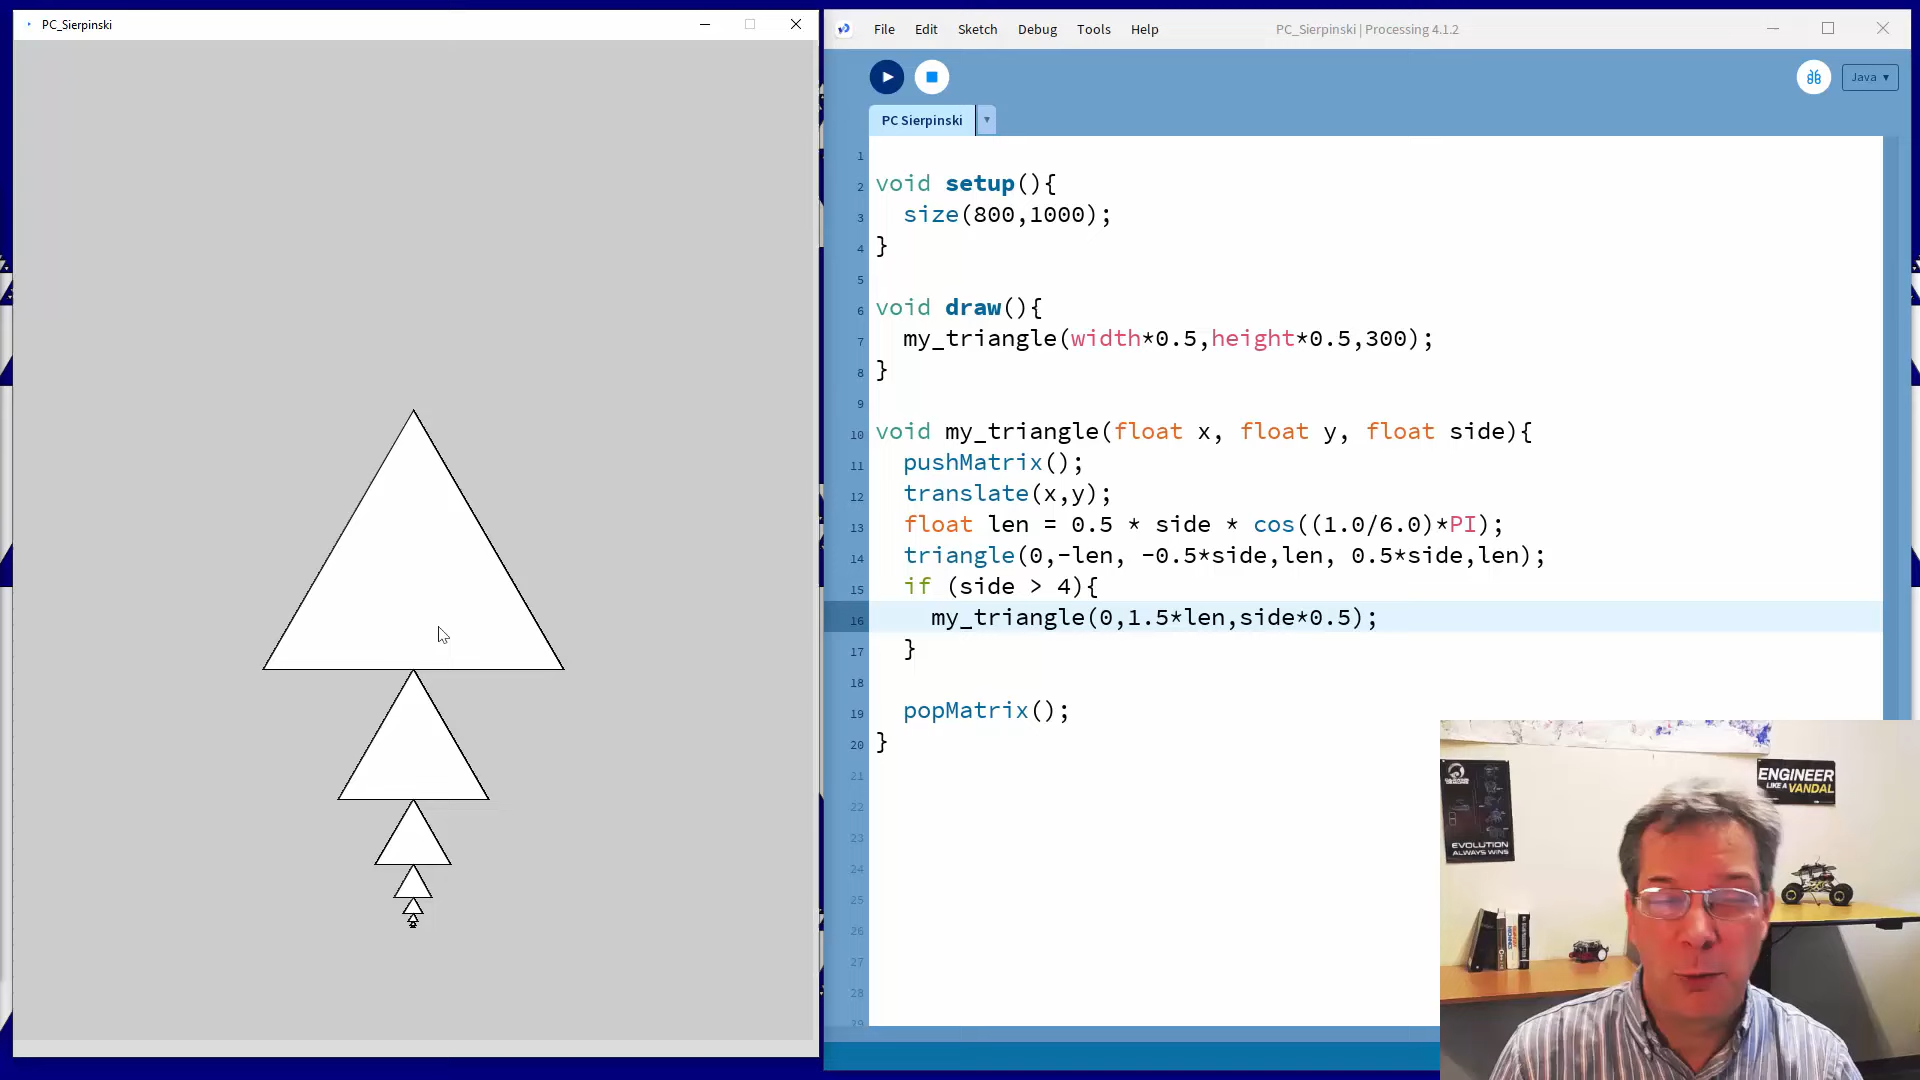 PC_Sierpinski
File Edit Sketch Debug Tools Help
PC_Sierpinski | Processing 4.1.2
Java ▾
PC Sierpinski
1
2 void setup(){
3 size(800,1000);
4 }
5
6 void draw(){
7 my_triangle(width*0.5,height*0.5,300);
8 }
9
10 void my_triangle(float x, float y, float side){
11 pushMatrix();
12 translate(x,y);
13 float len = 0.5 * side * cos((1.0/6.0)*PI);
14 triangle(0,-len, -0.5*side,len, 0.5*side,len);
15 if (side > 4){
16 my_triangle(0,1.5*len,side*0.5);
17 }
18
19 popMatrix();
20 }
21
22
23
24
25
26
27
28
29
ENGINEER
LIKE A VANDAL
EVOLUTION
ALWAYS WINS